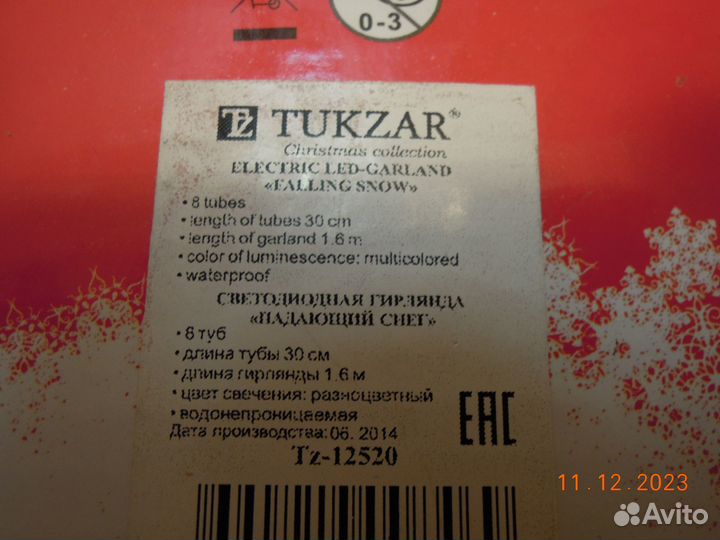 0-3
TZ TUKZAR®
Christmas collection
ELECTRIC LED-GARLAND
«FALLING SNOW»
• 8 tubes
• length of tubes 30 cm
• length of garland 1.6 m
• color of luminescence: multicolored
• waterproof
СВЕТОДИОДНАЯ ГИРЛЯНДА
«ПАДАЮЩИЙ СНЕГ»
• 8 туб
• длина тубы 30 см
• длина гирлянды 1.6 м
• цвет свечения: разноцветный
• водонепроницаемая
Дата производства: 06. 2014
EAC
Tz-12520
11.12.2023
Avito